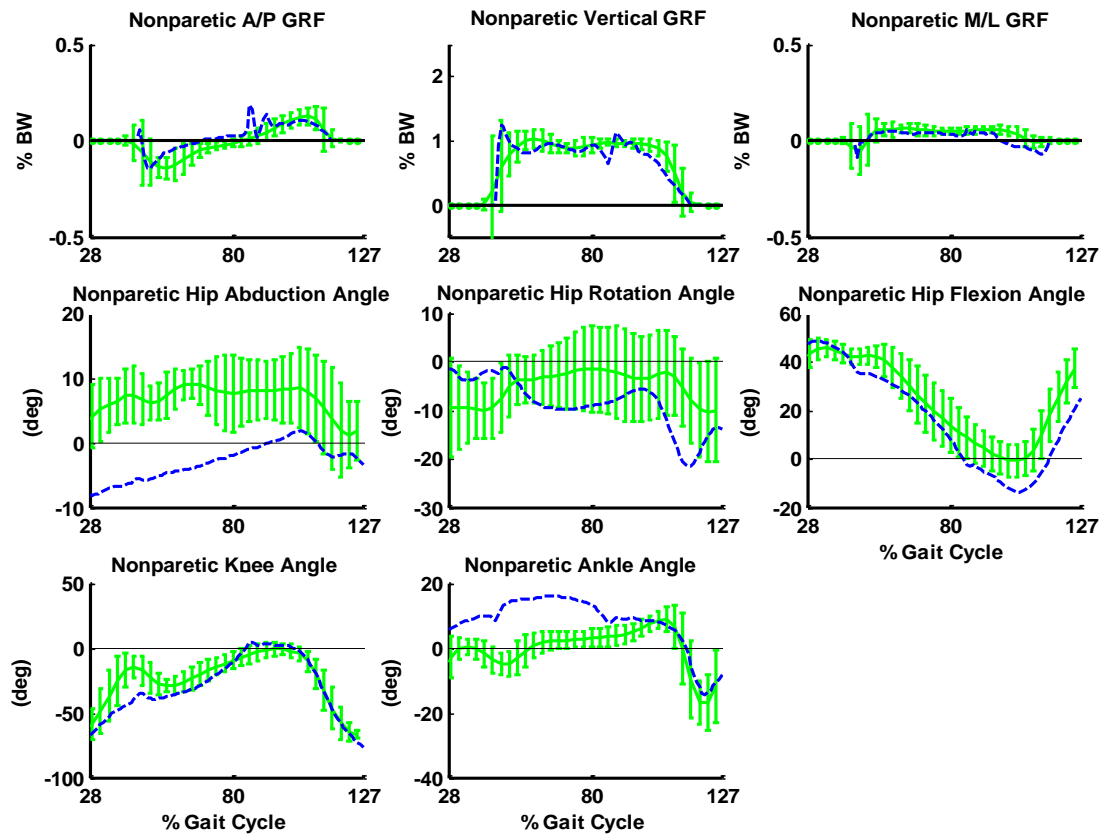 Nonparetic A/P GRF
Nonparetic Vertical GRF
Nonparetic M/L GRF
0.5
0
-0.5
% BW
28
80
127
2
1
0
% BW
28
80
127
0.5
0
-0.5
% BW
28
80
127
Nonparetic Hip Abduction Angle
Nonparetic Hip Rotation Angle
Nonparetic Hip Flexion Angle
20
10
0
-10
(deg)
28
80
127
10
0
-10
-20
-30
(deg)
28
80
127
60
40
20
0
-20
(deg)
28
80
127
% Gait Cycle
Nonparetic Knee Angle
Nonparetic Ankle Angle
50
0
-50
-100
(deg)
28
80
127
% Gait Cycle
20
0
-20
-40
(deg)
28
80
127
% Gait Cycle